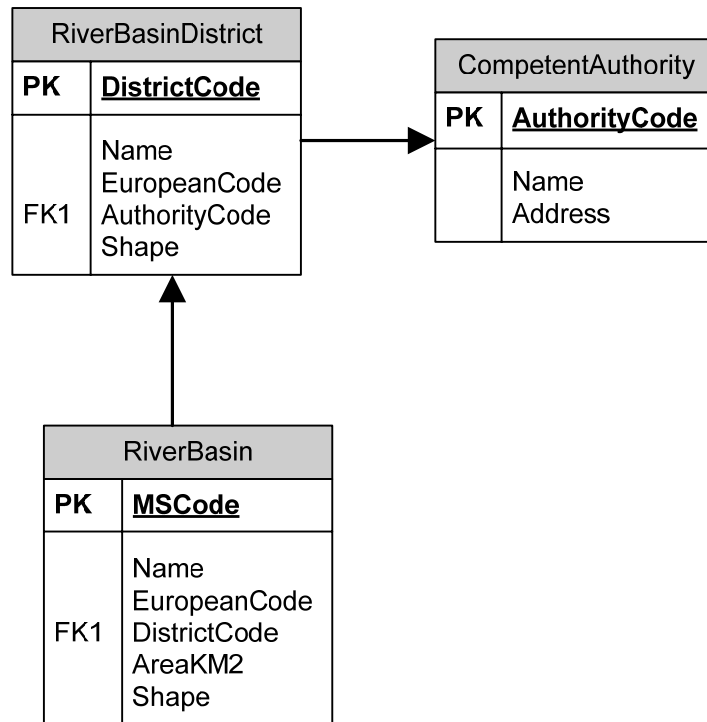 RiverBasinDistrict
PK DistrictCode
Name
EuropeanCode
FK1 AuthorityCode
Shape
CompetentAuthority
PK AuthorityCode
Name
Address
RiverBasin
PK MSCode
Name
EuropeanCode
FK1 DistrictCode
AreaKM2
Shape